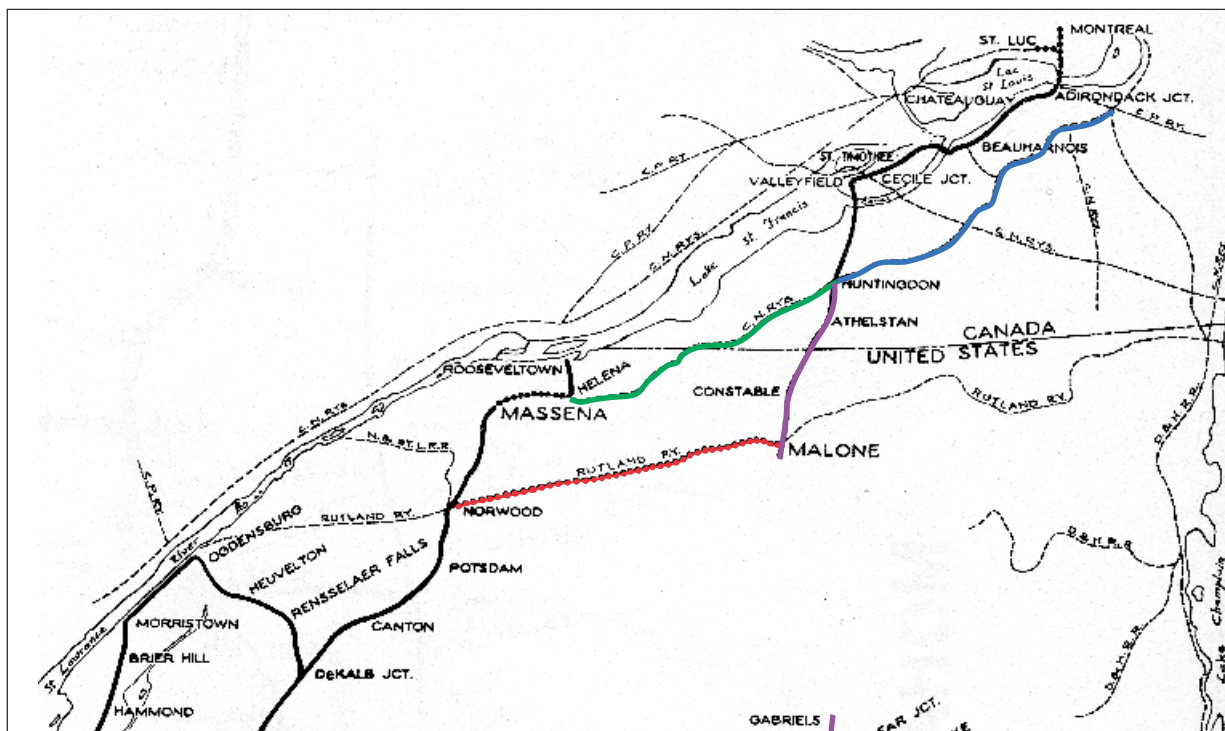 MONTREAL
ST. LUC
Lac
St Louis
CHATEAUGUAY
ADIRONDACK JCT.
C.P. RY.
BEAUHARNOIS
ST. TIMOTHEE
C.P. RY.
VALLEYFIELD
CECILE JCT.
Lake St Francis
C.N. RYS.
C.P. RY.
C.N. RYS.
HUNTINGDON
C.N. RYS.
ATHELSTAN
CANADA
UNITED STATES
ROOSEVELTOWN
HELENA
CONSTABLE
RUTLAND RY.
MASSENA
C.N. RYS.
D & H. R.R.
N. & ST. L. R.R.
RUTLAND RY.
MALONE
NORWOOD
RUTLAND RY.
OGDENSBURG
River
HEUVELTON
RENSSELAER FALLS
POTSDAM
D & H. R.R.
CANTON
MORRISTOWN
BRIER HILL
DEKALB JCT.
St Lawrance
Lake Champlain
D & H. R.R.
HAMMOND
GABRIELS